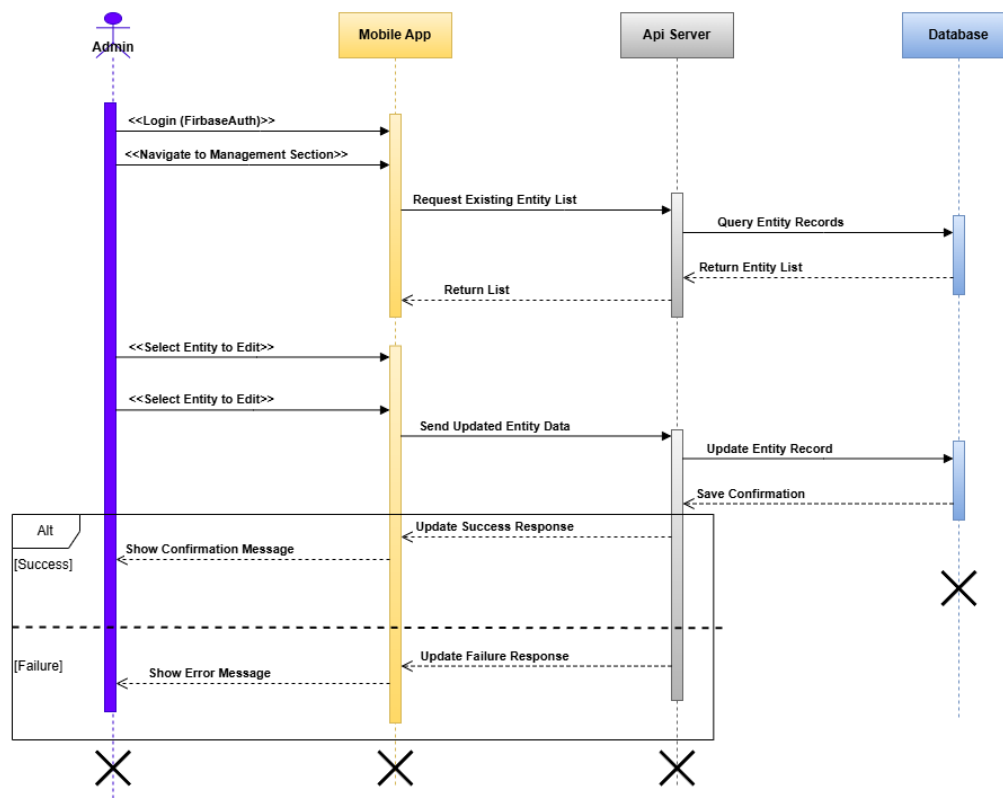 Admin
Mobile App
Api Server
Database
<<Login (FirbaseAuth)>>
<<Navigate to Management Section>>
Request Existing Entity List
Query Entity Records
Return Entity List
Return List
<<Select Entity to Edit>>
<<Select Entity to Edit>>
Send Updated Entity Data
Update Entity Record
Save Confirmation
Alt
Update Success Response
Show Confirmation Message
[Success]
Update Failure Response
[Failure]
Show Error Message